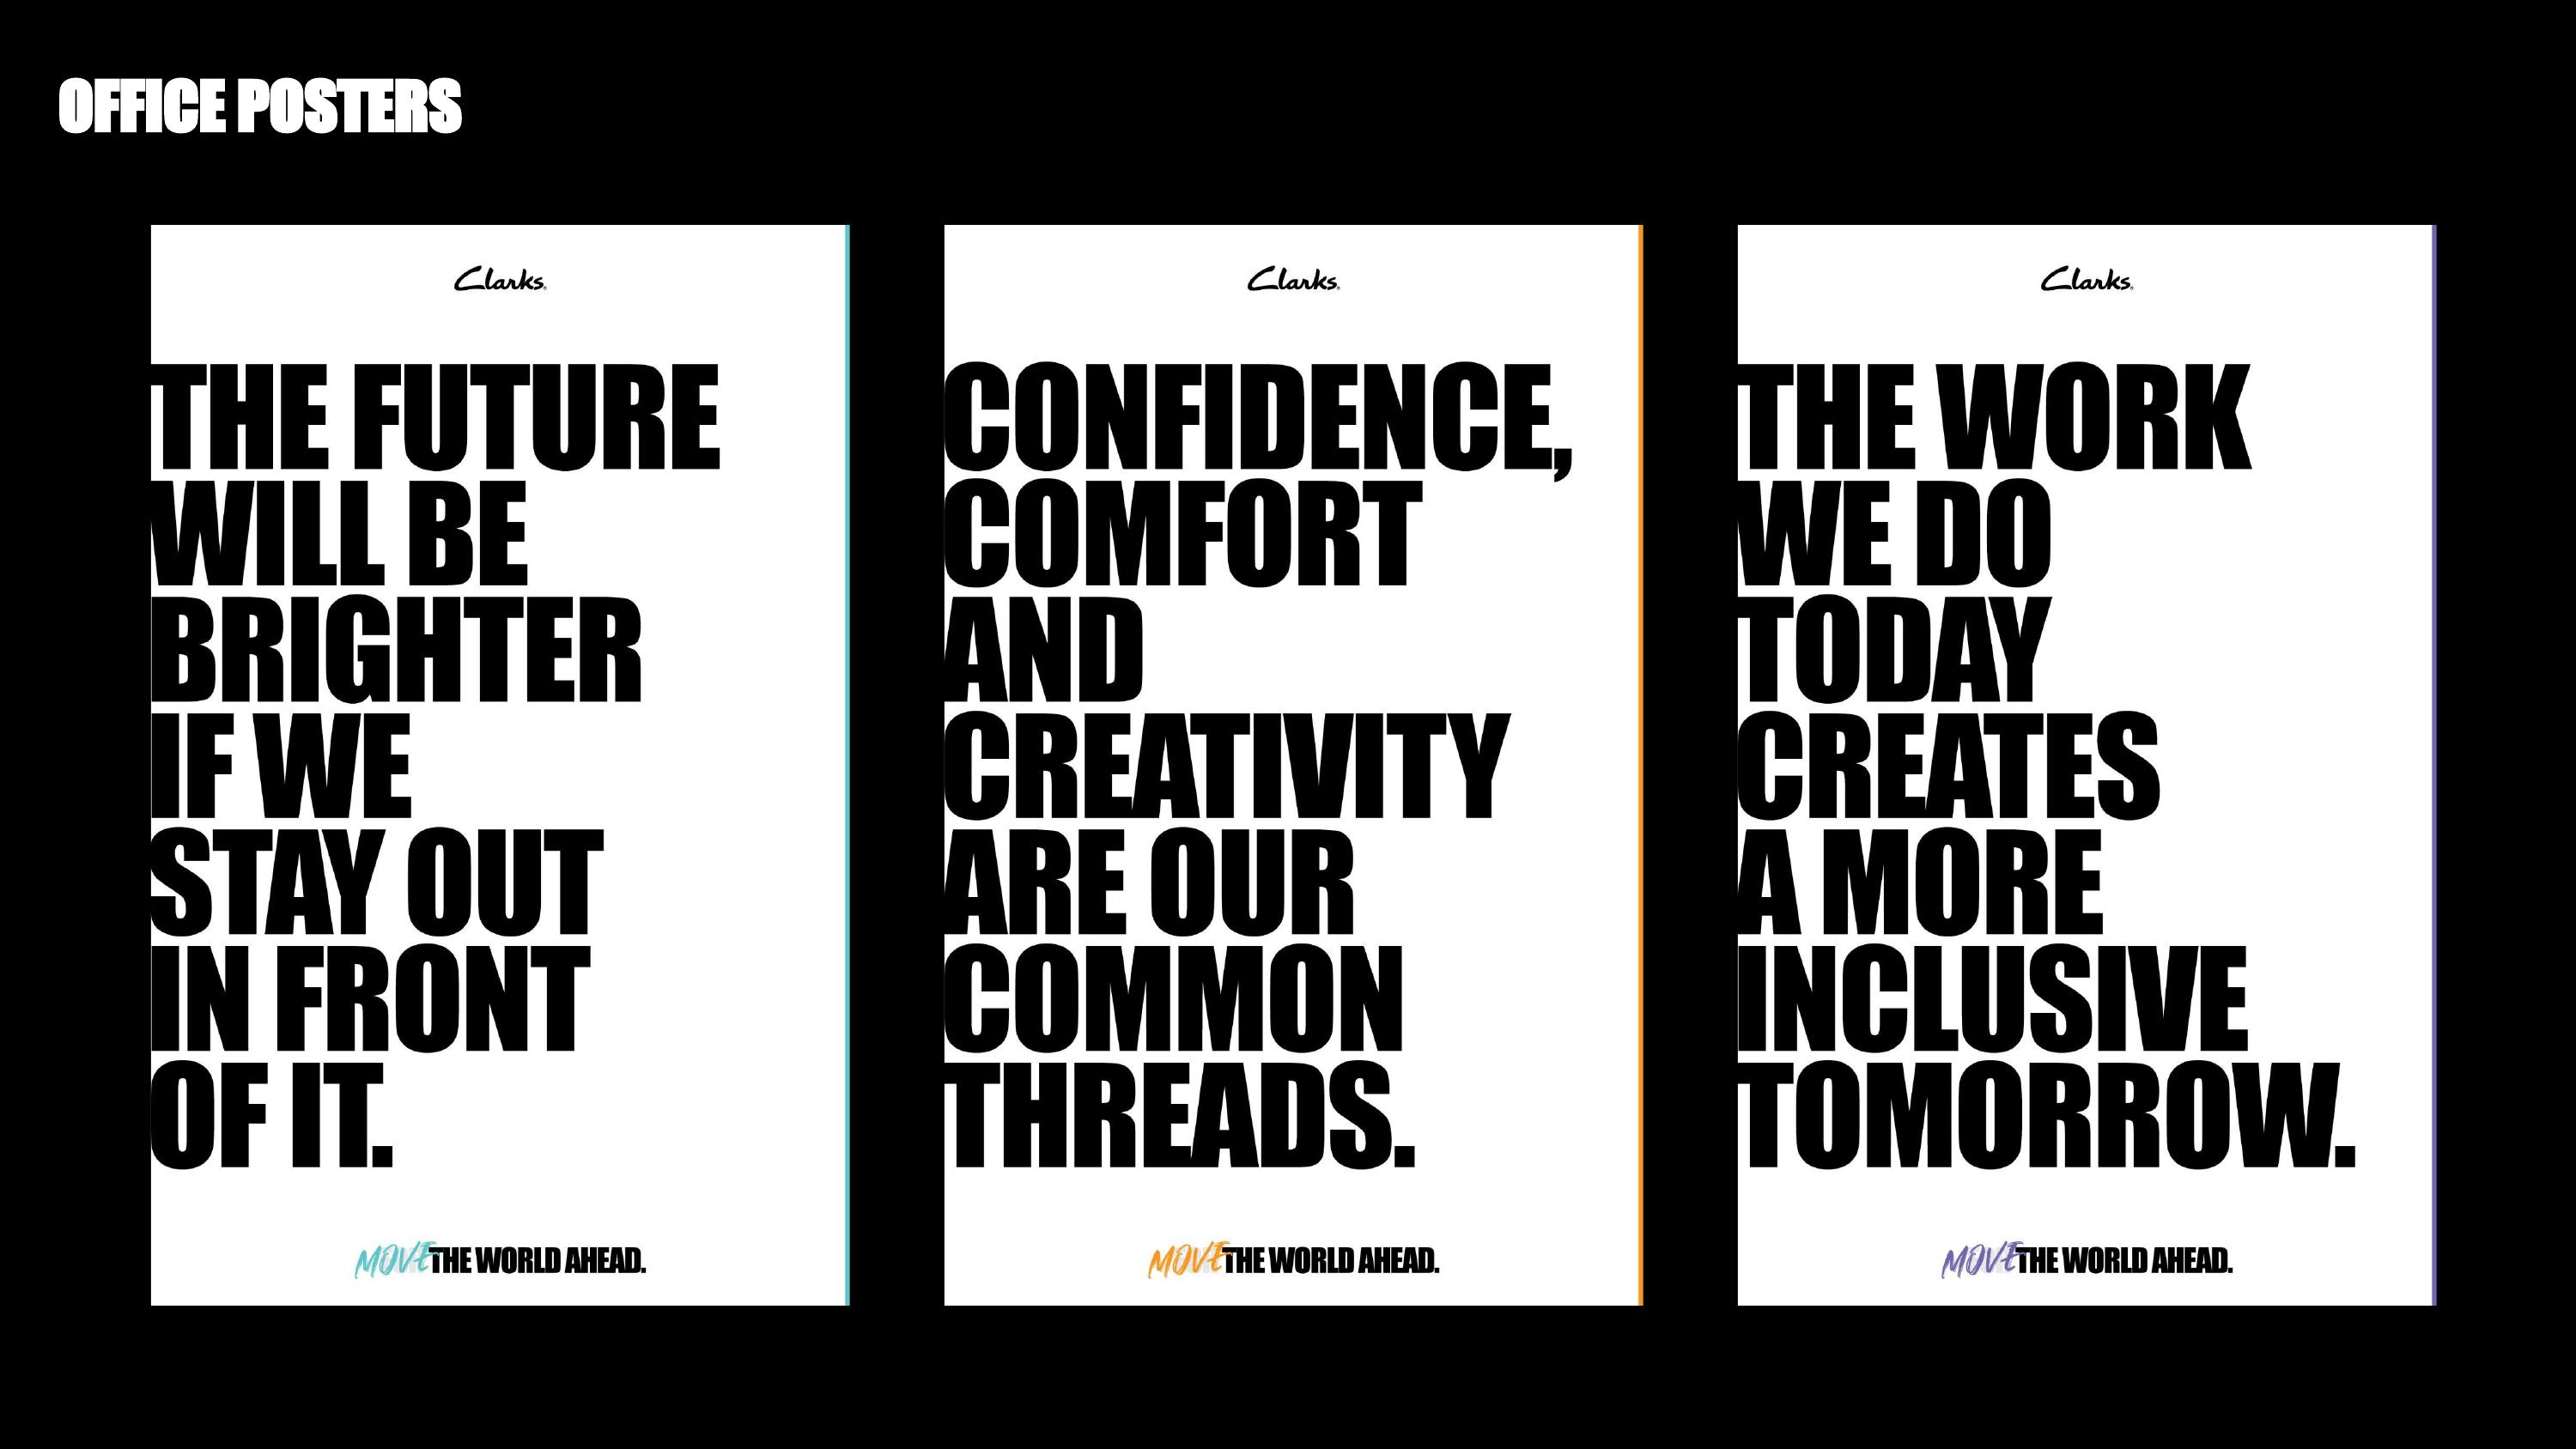 OFFICE POSTERS
Clarks®
THE FUTURE
WILL BE
BRIGHTER
IF WE
STAY OUT
IN FRONT
OF IT.
MOVE THE WORLD AHEAD.
Clarks®
CONFIDENCE,
COMFORT
AND
CREATIVITY
ARE OUR
COMMON
THREADS.
MOVE THE WORLD AHEAD.
Clarks®
THE WORK
WE DO
TODAY
CREATES
A MORE
INCLUSIVE
TOMORROW.
MOVE THE WORLD AHEAD.